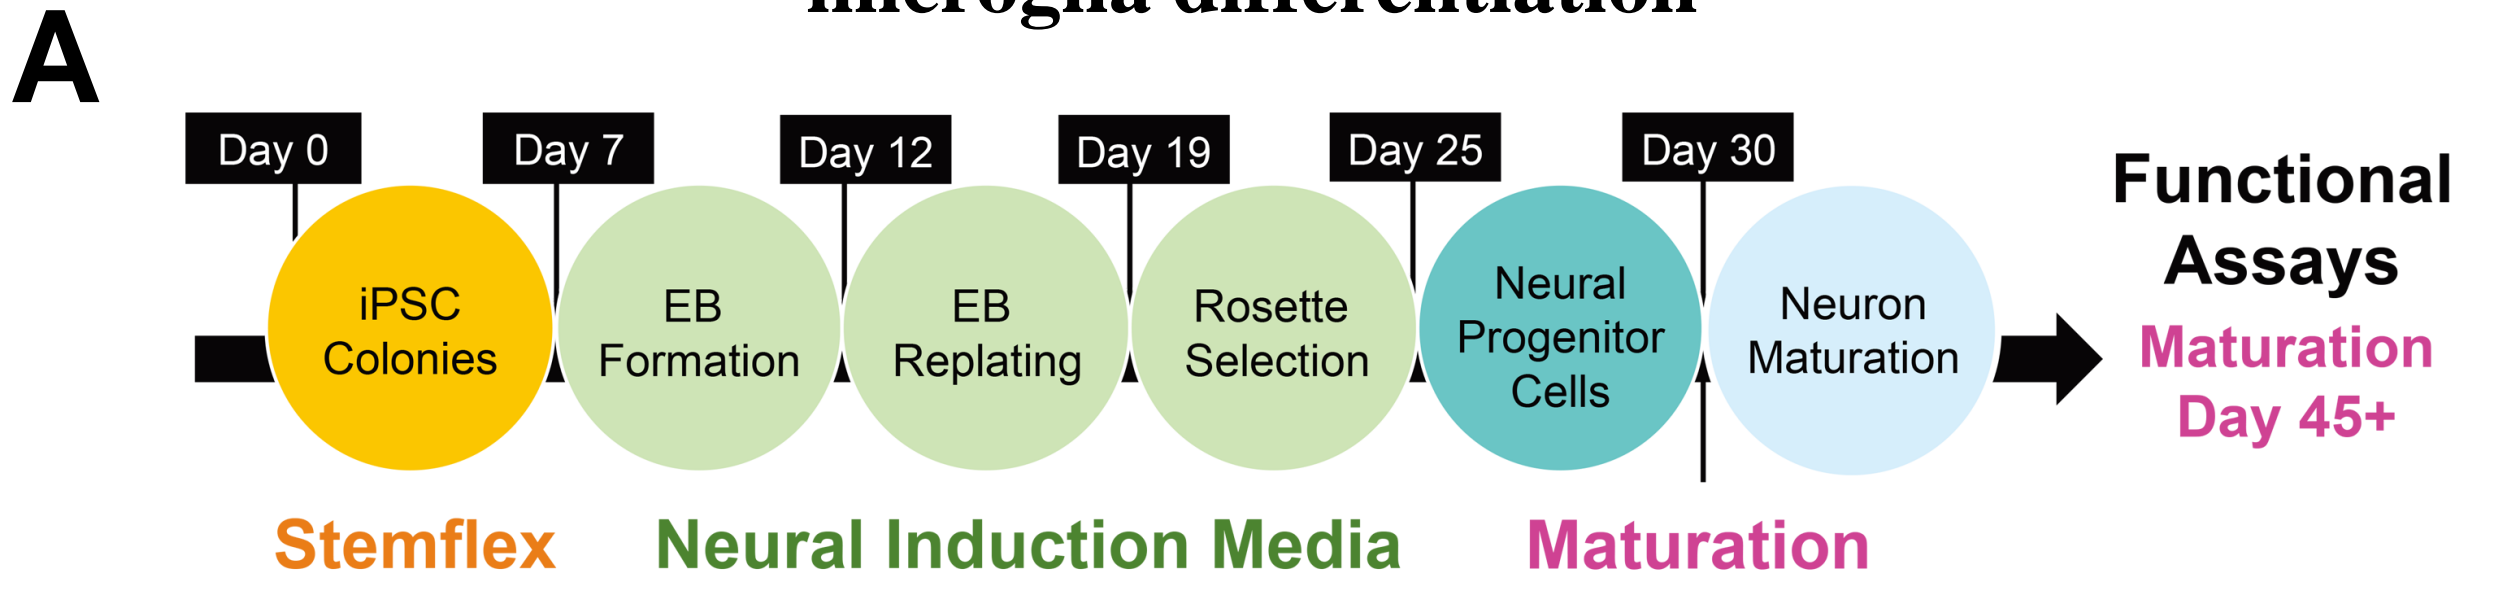 A
Day 0
Day 7
Day 12
Day 19
Day 25
Day 30
iPSC
Colonies
EB
Formation
EB
Replating
Rosette
Selection
Neural
Progenitor
Cells
Neuron
Maturation
Functional
Assays
Maturation
Day 45+
Stemflex
Neural Induction Media
Maturation